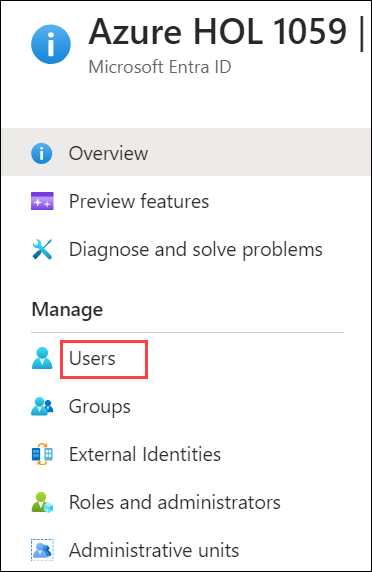 Azure HOL 1059 |
Microsoft Entra ID
Overview
Preview features
Diagnose and solve problems
Manage
Users
Groups
External Identities
Roles and administrators
Administrative units